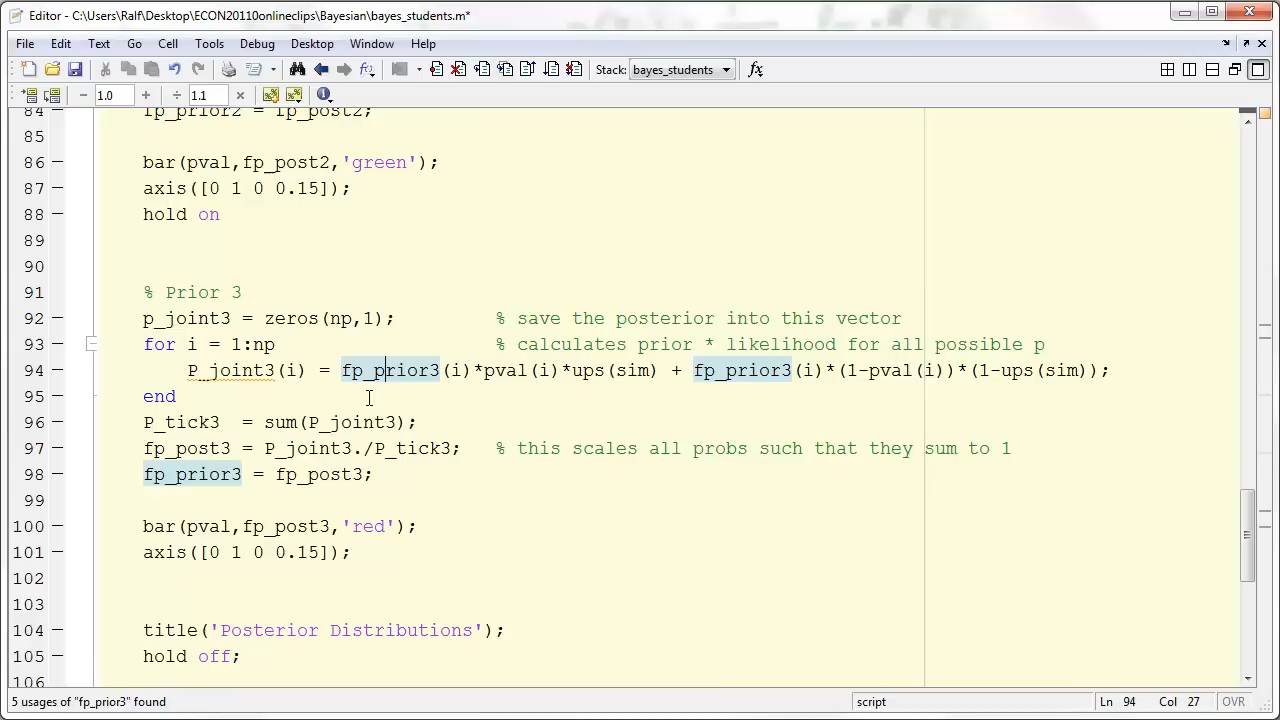 Editor - C:\Users\Ralf\Desktop\ECON20110onlineclips\Bayesian\bayes_students.m*
File Edit Text Go Cell Tools Debug Desktop Window Help
Stack: bayes_students fx
− 1.0 + ÷ 1.1 ×
84 fp_prior2 = fp_post2;
85
86 bar(pval,fp_post2,'green');
87 axis([0 1 0 0.15]);
88 hold on
89
90
91 % Prior 3
92 p_joint3 = zeros(np,1); % save the posterior into this vector
93 for i = 1:np % calculates prior * likelihood for all possible p
94 P_joint3(i) = fp_prior3(i)*pval(i)*ups(sim) + fp_prior3(i)*(1-pval(i))*(1-ups(sim));
95 end
96 P_tick3 = sum(P_joint3);
97 fp_post3 = P_joint3./P_tick3; % this scales all probs such that they sum to 1
98 fp_prior3 = fp_post3;
99
100 bar(pval,fp_post3,'red');
101 axis([0 1 0 0.15]);
102
103
104 title('Posterior Distributions');
105 hold off;
106
5 usages of "fp_prior3" found script Ln 94 Col 27 OVR